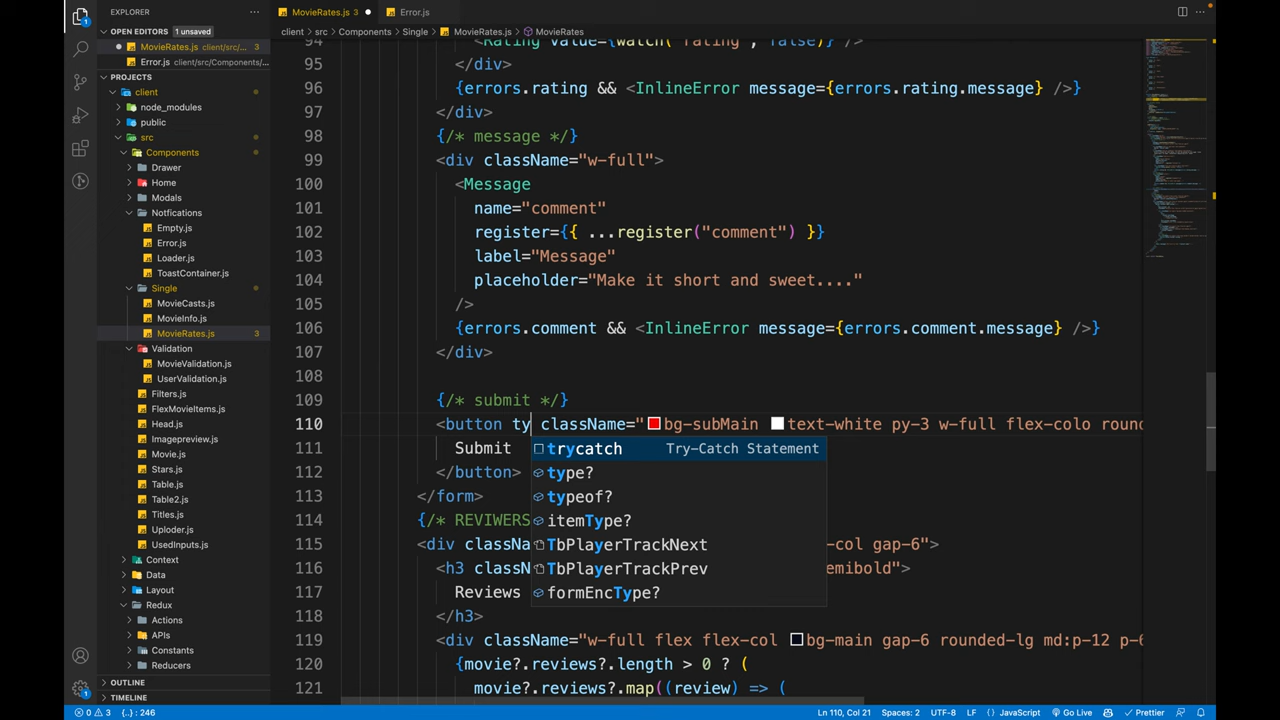 EXPLORER
MovieRates.js
Error.js
OPEN EDITORS 1 unsaved
MovieRates.js client/src/... 3
Error.js client/src/Components/...
PROJECTS
client
node_modules
public
src
Components
Drawer
Home
Modals
Notfications
Empty.js
Error.js
Loader.js
ToastContainer.js
Single
MovieCasts.js
MovieInfo.js
MovieRates.js 3
Validation
MovieValidation.js
UserValidation.js
Filters.js
FlexMovieItems.js
Head.js
Imagepreview.js
Movie.js
Stars.js
Table.js
Table2.js
Titles.js
Uploder.js
UsedInputs.js
Context
Data
Layout
Redux
Actions
APIs
Constants
Reducers
OUTLINE
TIMELINE
client > src > Components > Single > MovieRates.js > MovieRates
94 <Rating value={watch("rating", false)} />
95 </div>
96 {errors.rating && <InlineError message={errors.rating.message} />}
97 </div>
98 {/* message */}
99 <div className="w-full">
100 <Message
101 name="comment"
102 register={{ ...register("comment") }}
103 label="Message"
104 placeholder="Make it short and sweet...."
105 />
106 {errors.comment && <InlineError message={errors.comment.message} />}
107 </div>
108
109 {/* submit */}
110 <button ty className="bg-subMain text-white py-3 w-full flex-colo roun
111 Submit
112 </button>
113 </form>
114 {/* REVIWERS
115 <div classNa -col gap-6">
116 <h3 classN emibold">
117 Reviews
118 </h3>
119 <div className="w-full flex flex-col bg-main gap-6 rounded-lg md:p-12 p-6
120 {movie?.reviews?.length > 0 ? (
121 movie?.reviews?.map((review) => (
trycatch Try-Catch Statement
type?
typeof?
itemType?
TbPlayerTrackNext
TbPlayerTrackPrev
formEncType?
1
1
0 3 {..} : 246
Ln 110, Col 21 Spaces: 2 UTF-8 LF {} JavaScript Go Live Prettier